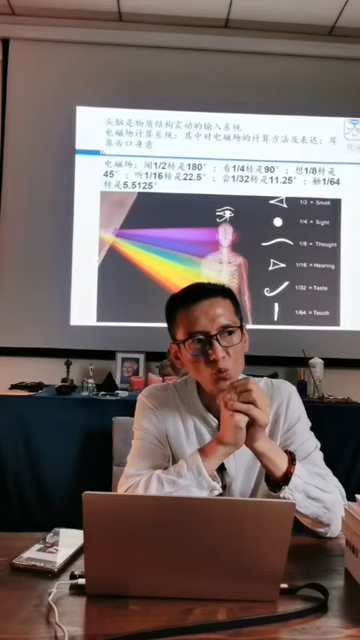 头脑是物质结构震动的输入系统
电磁场计算系统：其中对电磁场的计算方法及表达：耳
鼻舌口身意
电磁场：闻1/2转是180°；看1/4转是90°；想1/8转是
45°；听1/16转是22.5°；尝1/32转是11.25°；触1/64
转是5.5125°
1/2 = Smell
1/4 = Sight
1/8 = Thought
1/16 = Hearing
1/32 = Taste
1/64 = Touch